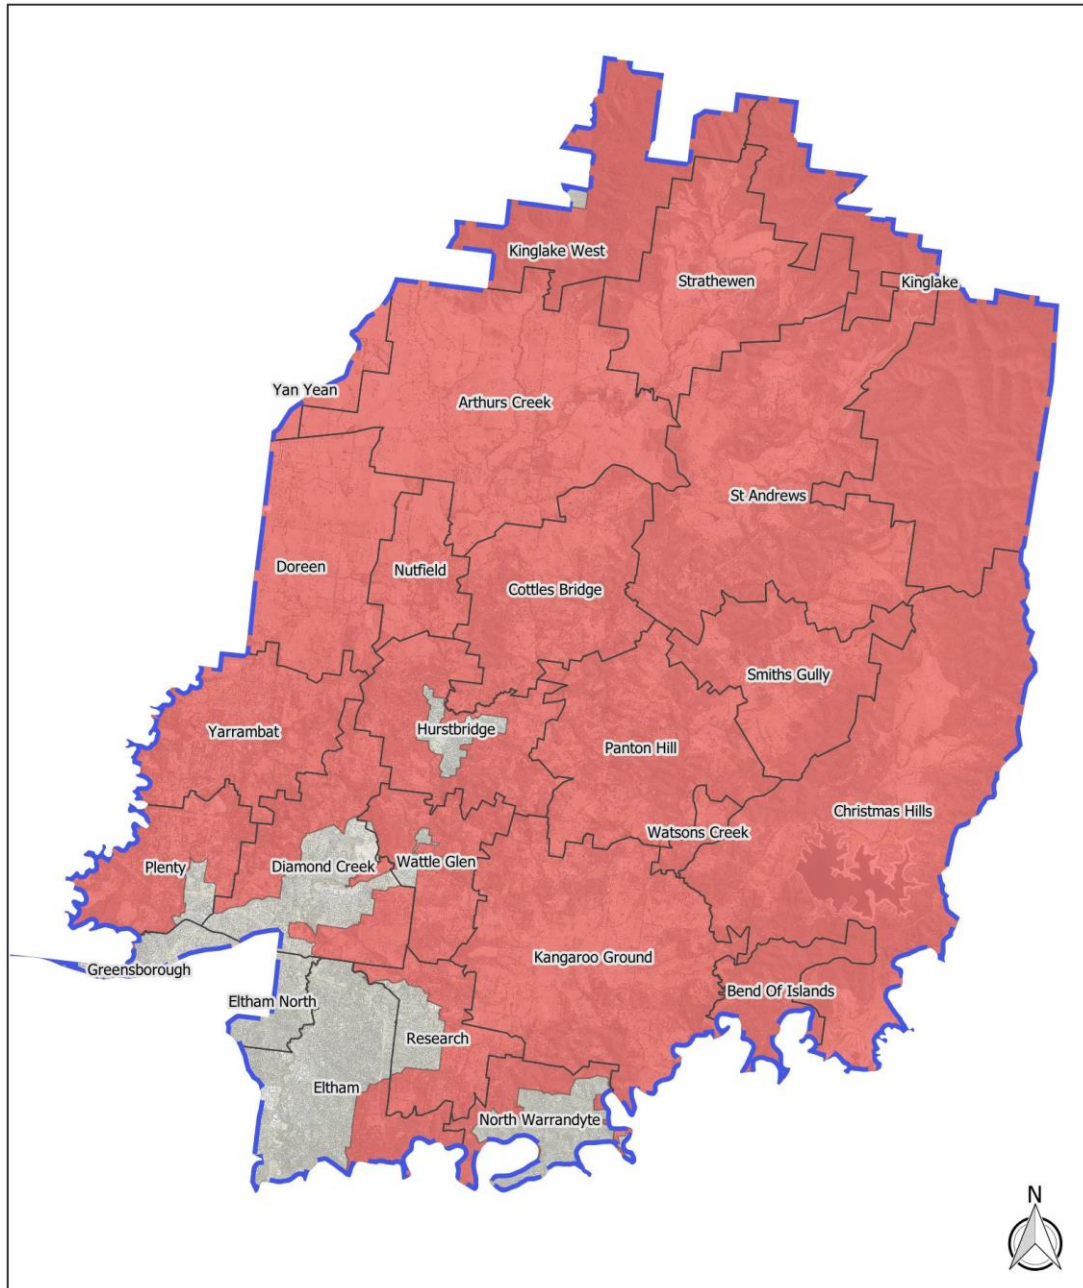 Kinglake West
Strathewen
Kinglake
Yan Yean
Arthurs Creek
St Andrews
Doreen
Nutfield
Cottles Bridge
Smiths Gully
Yarrambat
Hurstbridge
Panton Hill
Christmas Hills
Watsons Creek
Plenty
Diamond Creek
Wattle Glen
Kangaroo Ground
Greensborough
Bend Of Islands
Eltham North
Research
Eltham
North Warrandyte
N